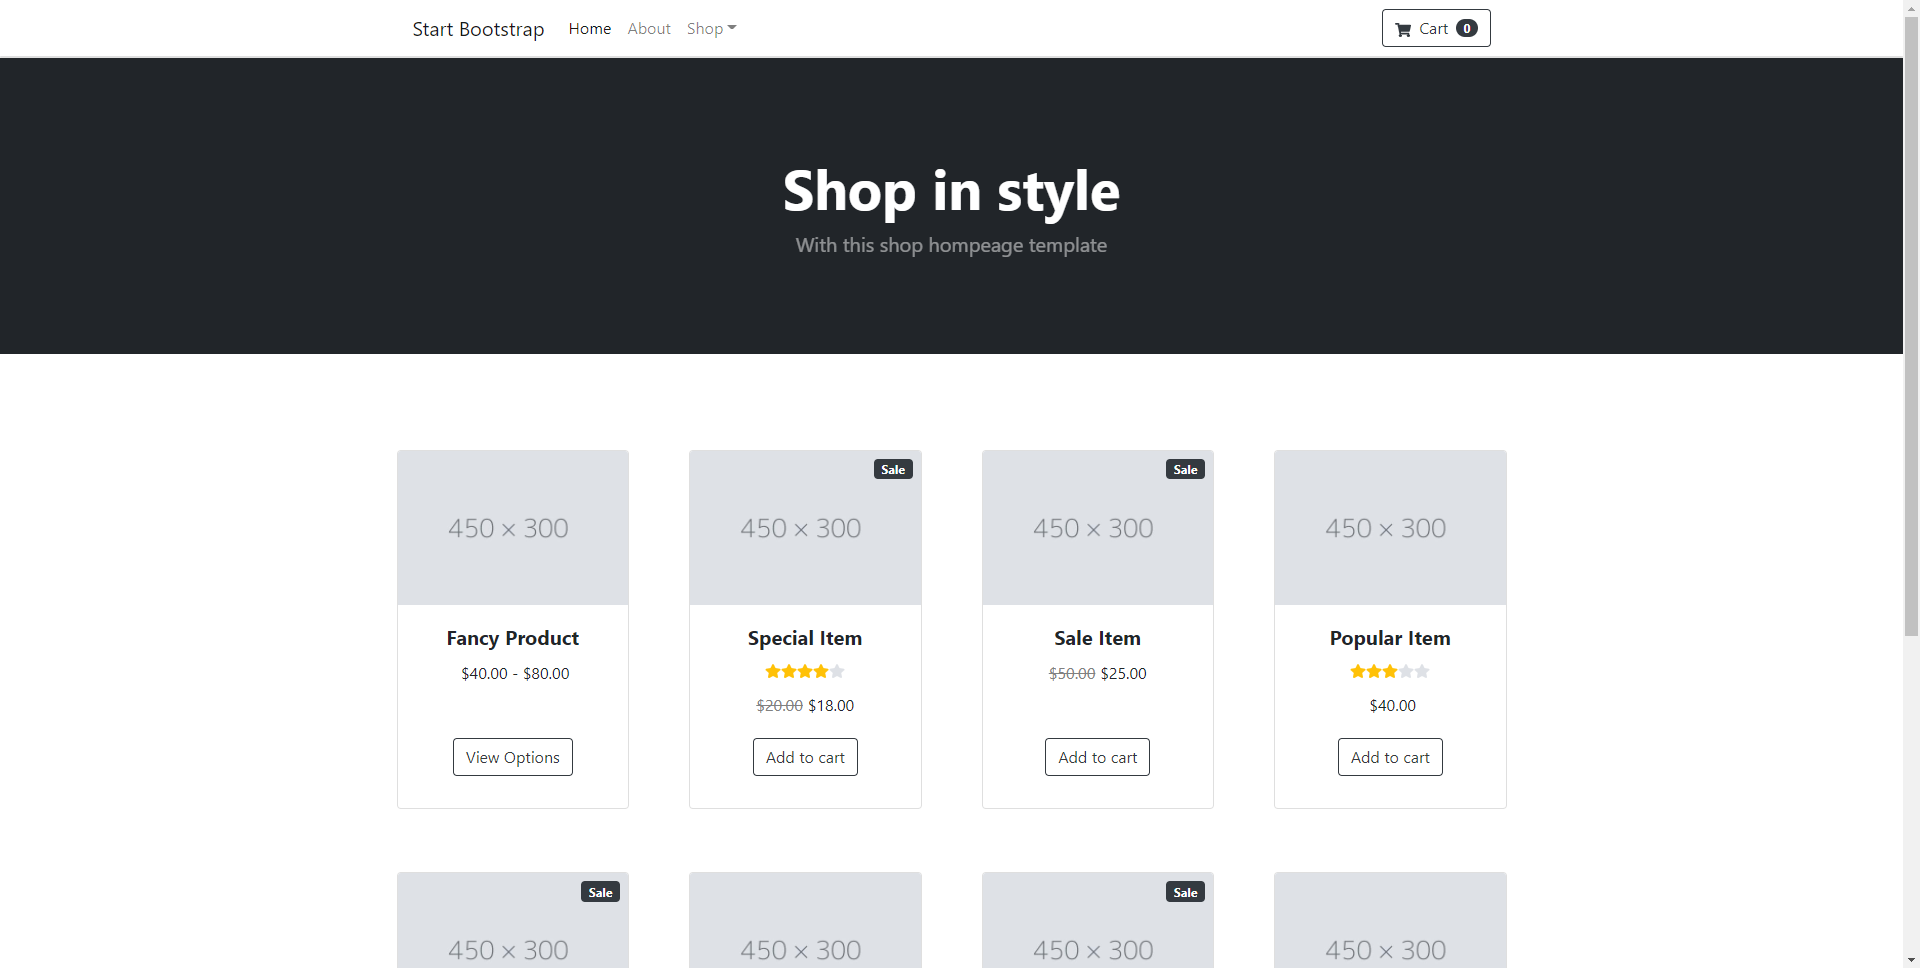 Start Bootstrap Home About Shop Cart 0
Shop in style
With this shop hompeage template
Sale Sale
450 × 300 450 × 300 450 × 300 450 × 300
Fancy Product Special Item Sale Item Popular Item
$40.00 - $80.00 $50.00 $25.00
$20.00 $18.00 $40.00
View Options Add to cart Add to cart Add to cart
Sale Sale
450 × 300 450 × 300 450 × 300 450 × 300